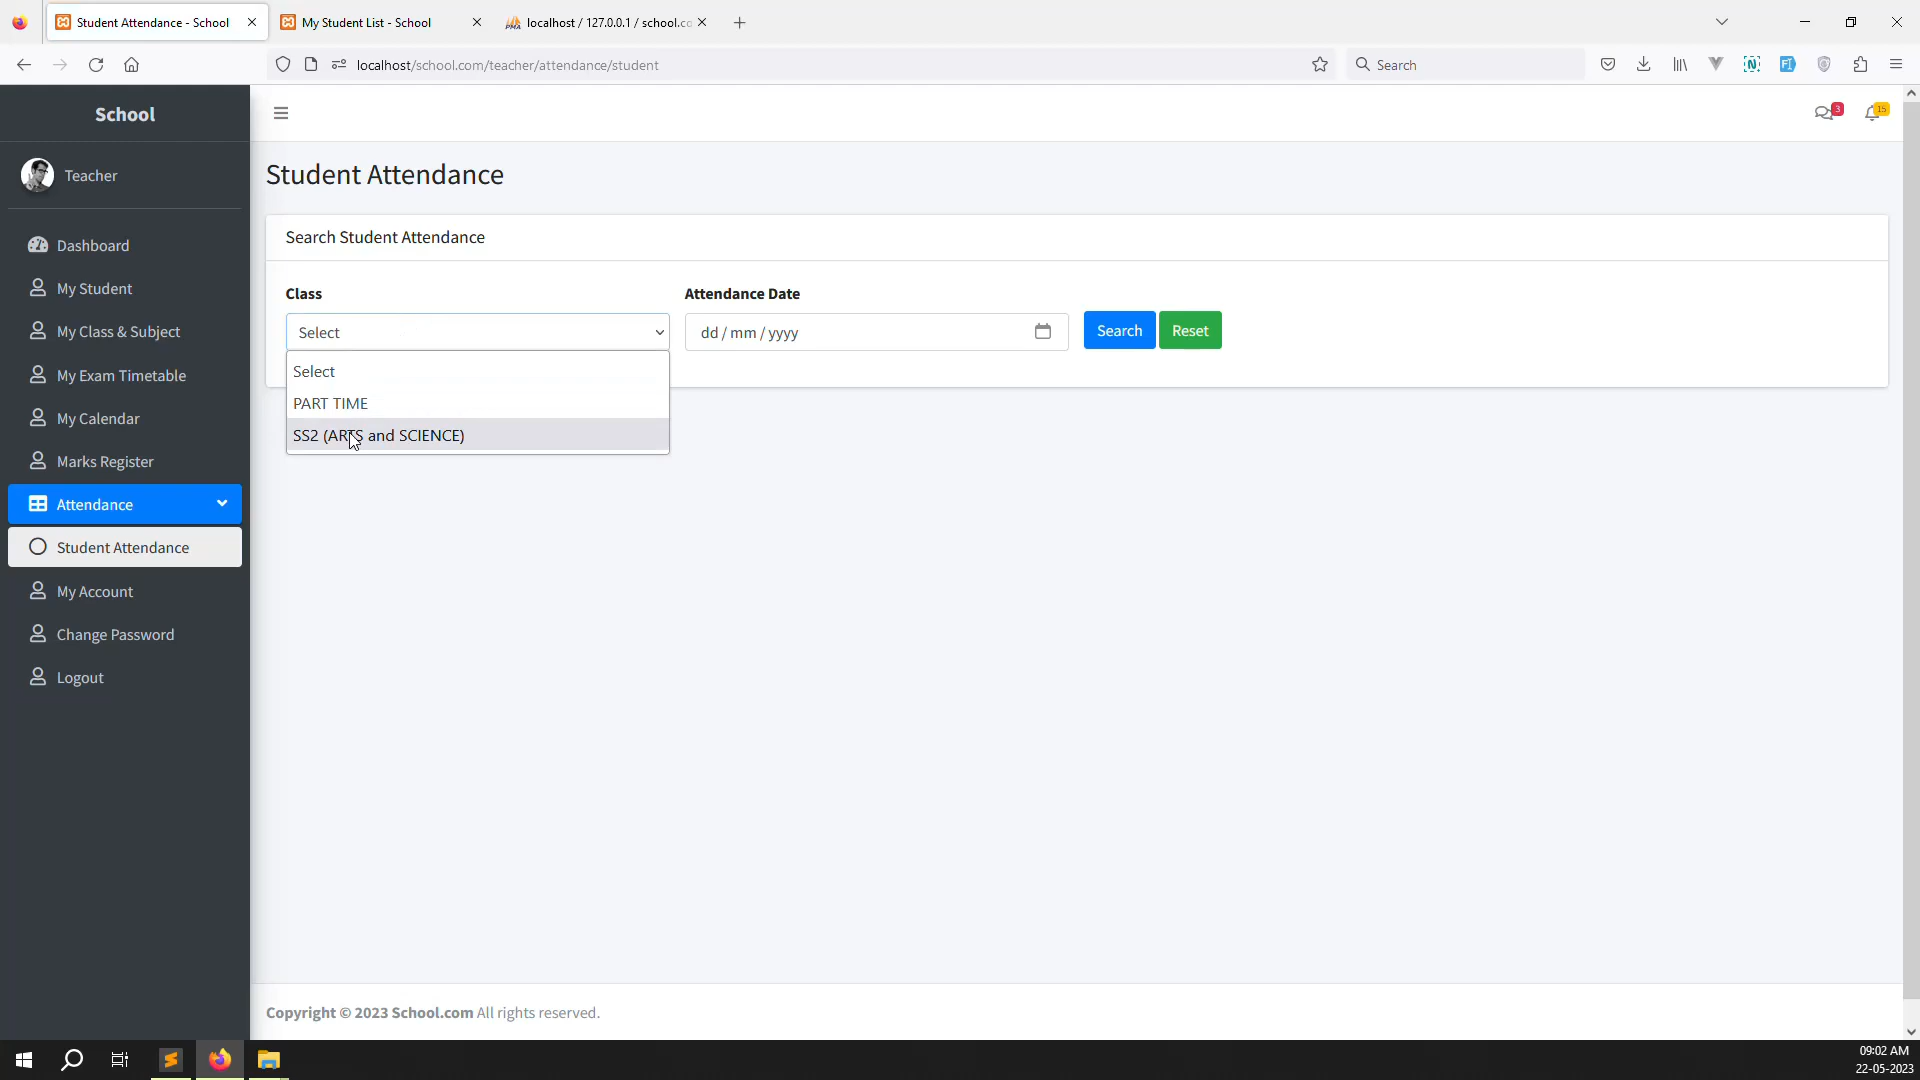 Student Attendance - School
My Student List - School
localhost / 127.0.0.1 / school.co
localhost/school.com/teacher/attendance/student
Search
School
3
15
Teacher
Dashboard
My Student
My Class & Subject
My Exam Timetable
My Calendar
Marks Register
Attendance
Student Attendance
My Account
Change Password
Logout
Student Attendance
Search Student Attendance
Class
Attendance Date
Select
dd / mm / yyyy
Search
Reset
Select
PART TIME
SS2 (ARTS and SCIENCE)
Copyright © 2023 School.com All rights reserved.
09:02 AM
22-05-2023